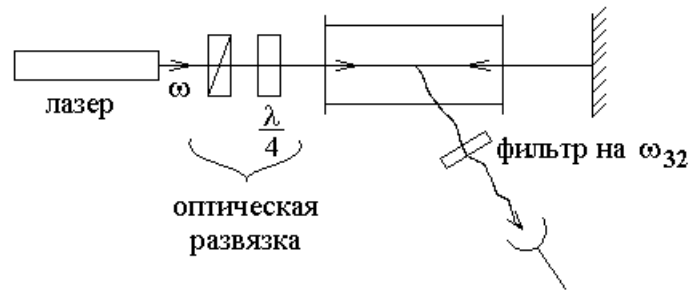 лазер
ω
λ
4
оптическая
развязка
фильтр на ω₃₂